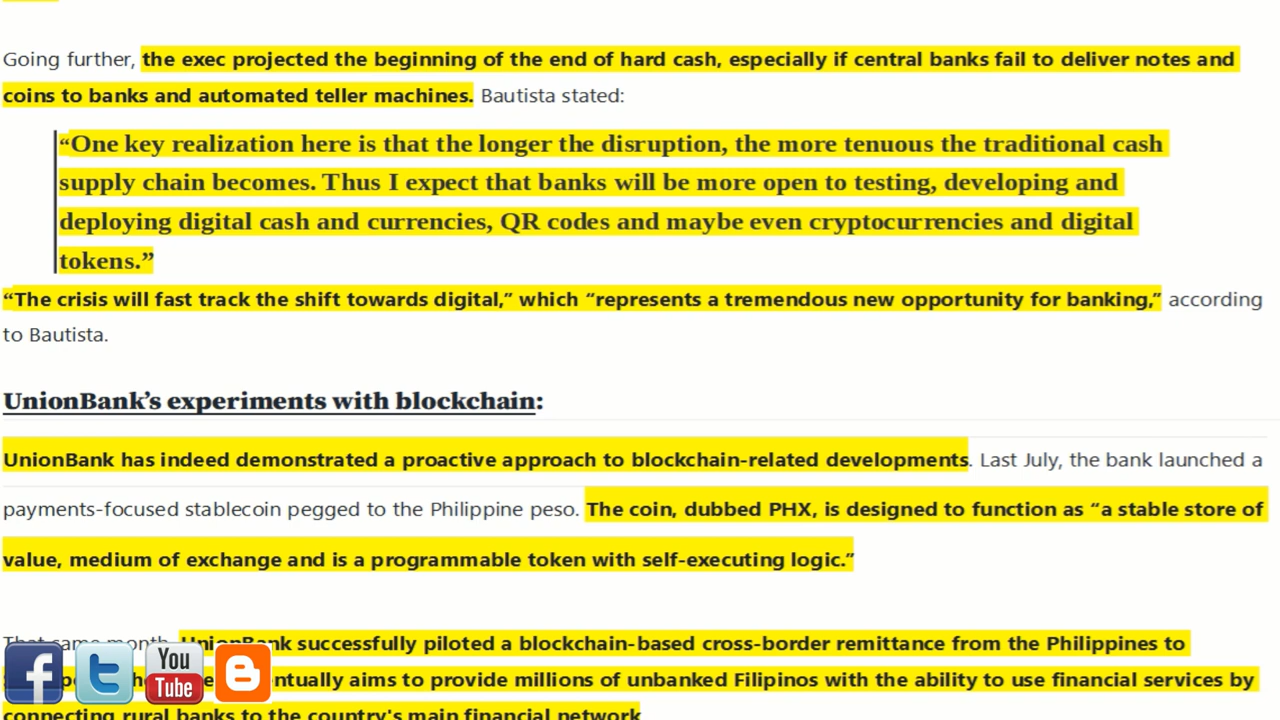 Going further, the exec projected the beginning of the end of hard cash, especially if central banks fail to deliver notes and
coins to banks and automated teller machines. Bautista stated:
“One key realization here is that the longer the disruption, the more tenuous the traditional cash
supply chain becomes. Thus I expect that banks will be more open to testing, developing and
deploying digital cash and currencies, QR codes and maybe even cryptocurrencies and digital
tokens.”
“The crisis will fast track the shift towards digital,” which “represents a tremendous new opportunity for banking,” according
to Bautista.
UnionBank’s experiments with blockchain:
UnionBank has indeed demonstrated a proactive approach to blockchain-related developments. Last July, the bank launched a
payments-focused stablecoin pegged to the Philippine peso. The coin, dubbed PHX, is designed to function as “a stable store of
value, medium of exchange and is a programmable token with self-executing logic.”
That same month, UnionBank successfully piloted a blockchain-based cross-border remittance from the Philippines to
aims to provide millions of unbanked Filipinos with the ability to use financial services by
connecting rural banks to the country's main financial network
You
Tube